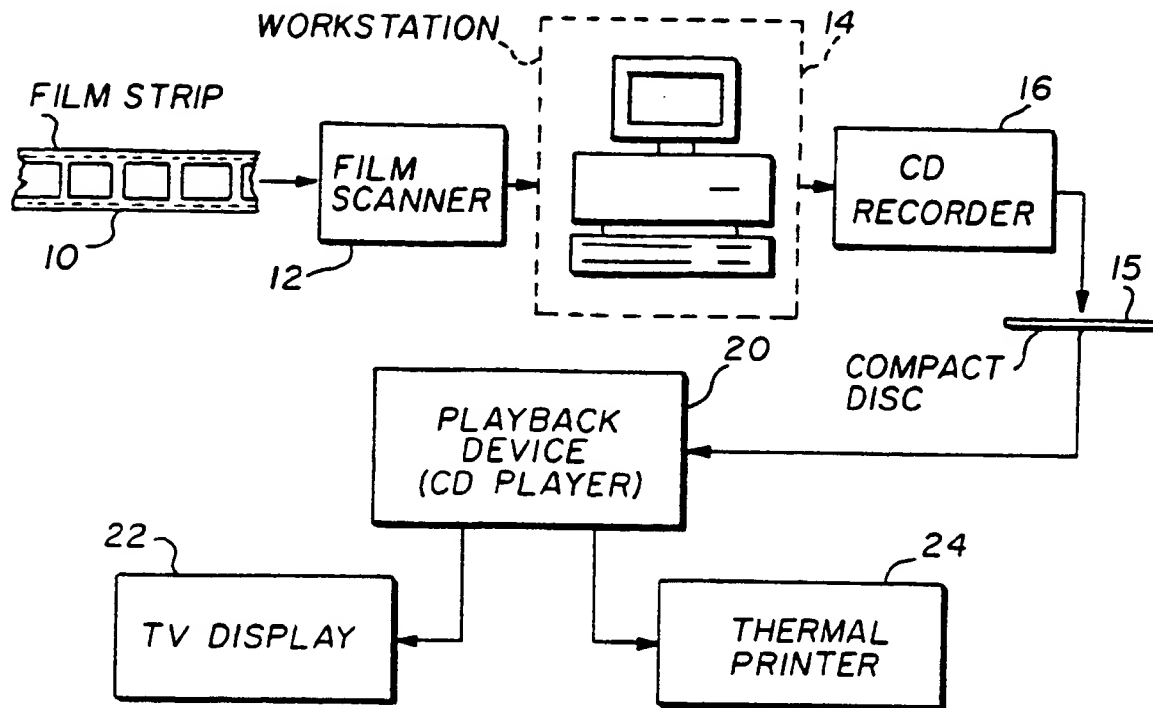 WORKSTATION
14
FILM STRIP
16
FILM
SCANNER
CD
RECORDER
10
12
15
COMPACT
DISC
20
PLAYBACK
DEVICE
(CD PLAYER)
22
24
TV DISPLAY
THERMAL
PRINTER